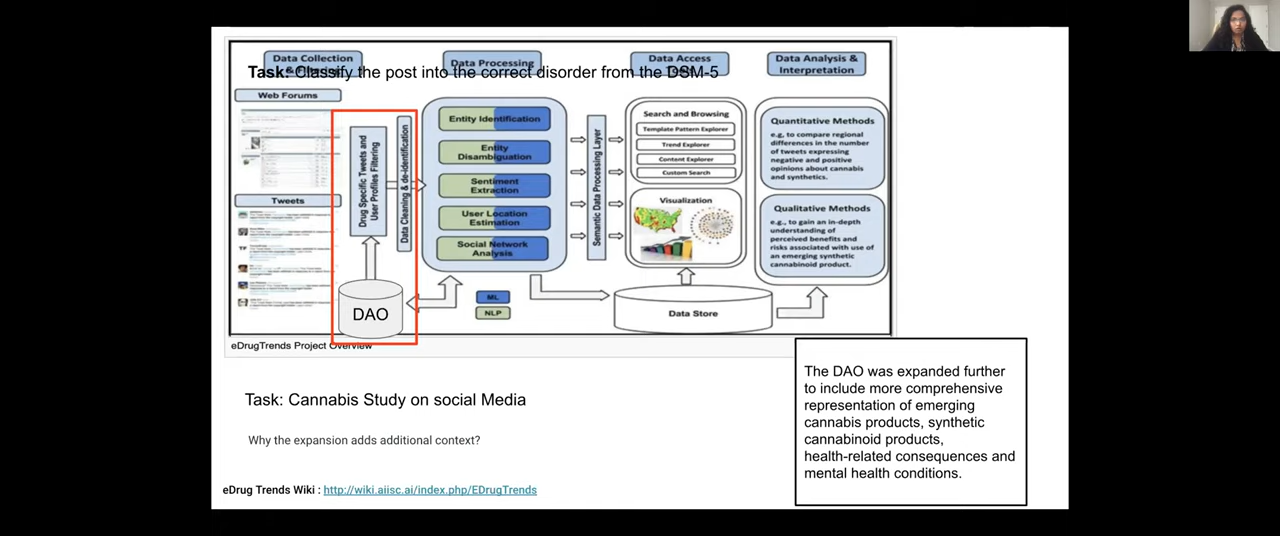 Data Collection
& Filtering
Data Processing
Data Access
Data Analysis &
Interpretation
Task: Classify the post into the correct disorder from the DSM-5
Web Forums
Tweets
Drug Specific Tweets and
User Profiles Filtering
Data Cleaning & de-identification
DAO
Entity Identification
Entity
Disambiguation
Sentiment
Extraction
User Location
Estimation
Social Network
Analysis
ML
NLP
Semantic Data Processing Layer
Search and Browsing
Template Pattern Explorer
Trend Explorer
Content Explorer
Custom Search
Visualization
Data Store
Quantitative Methods
e.g, to compare regional
differences in the number
of tweets expressing
negative and positive
opinions about cannabis
and synthetics.
Qualitative Methods
e.g., to gain an in-depth
understanding of
perceived benefits and
risks associated with use of
an emerging synthetic
cannabinoid product.
eDrugTrends Project Overview
Task: Cannabis Study on social Media
Why the expansion adds additional context?
eDrug Trends Wiki : http://wiki.aiisc.ai/index.php/EDrugTrends
The DAO was expanded further
to include more comprehensive
representation of emerging
cannabis products, synthetic
cannabinoid products,
health-related consequences and
mental health conditions.